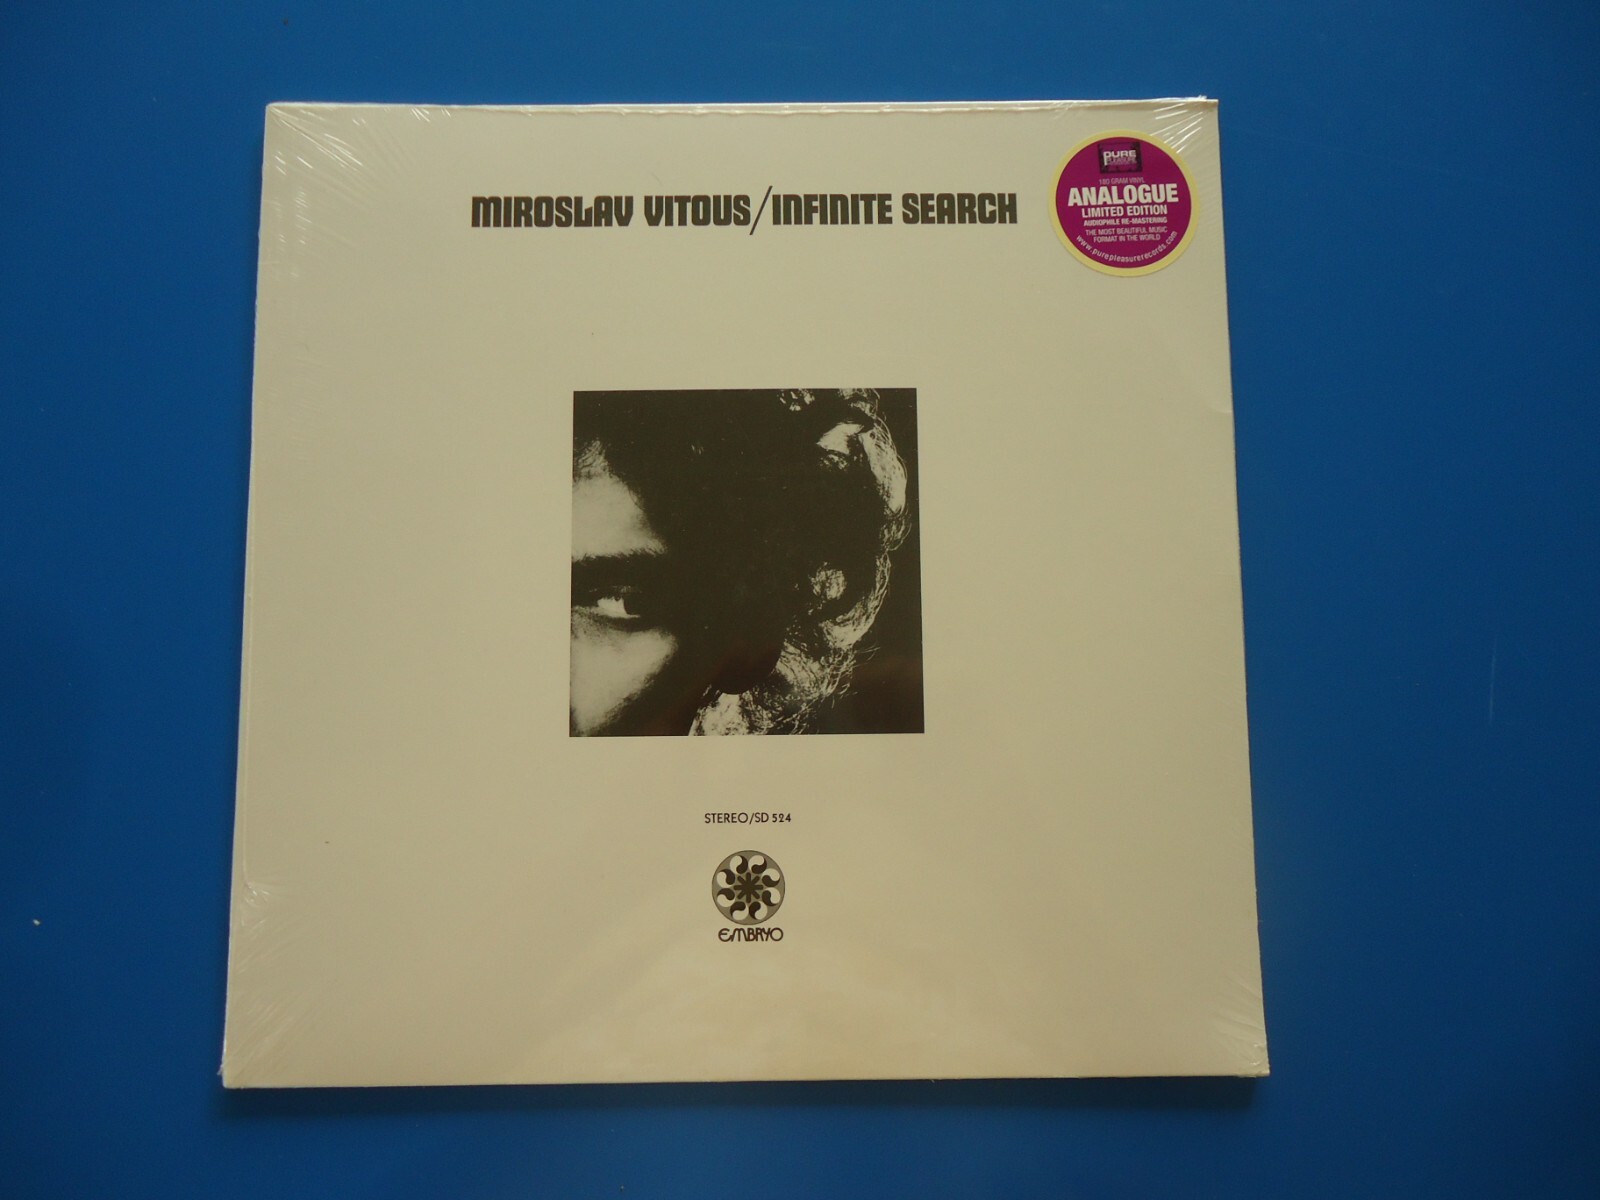 MIROSLAV VITOUS/INFINITE SEARCH
PURE
PLEASURE
180 GRAM VINYL
ANALOGUE
LIMITED EDITION
AUDIOPHILE RE-MASTERING
THE MOST BEAUTIFUL MUSIC
FORMAT IN THE WORLD
www.purepleasurerecords.com
STEREO/SD 524
EMBRYO